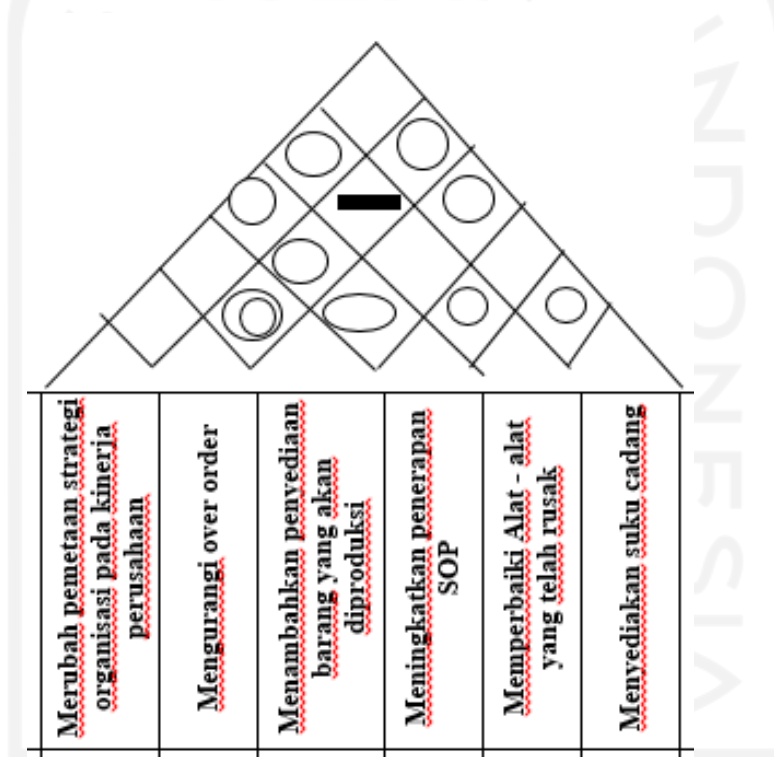 Merubah pemetaan strategi
organisasi pada kinerja
perusahaan
Mengurangi over order
Menambahkan penyediaan
barang yang akan
diproduksi
Meningkatkan penerapan
SOP
Memperbaiki Alat - alat
yang telah rusak
Menyediakan suku cadang